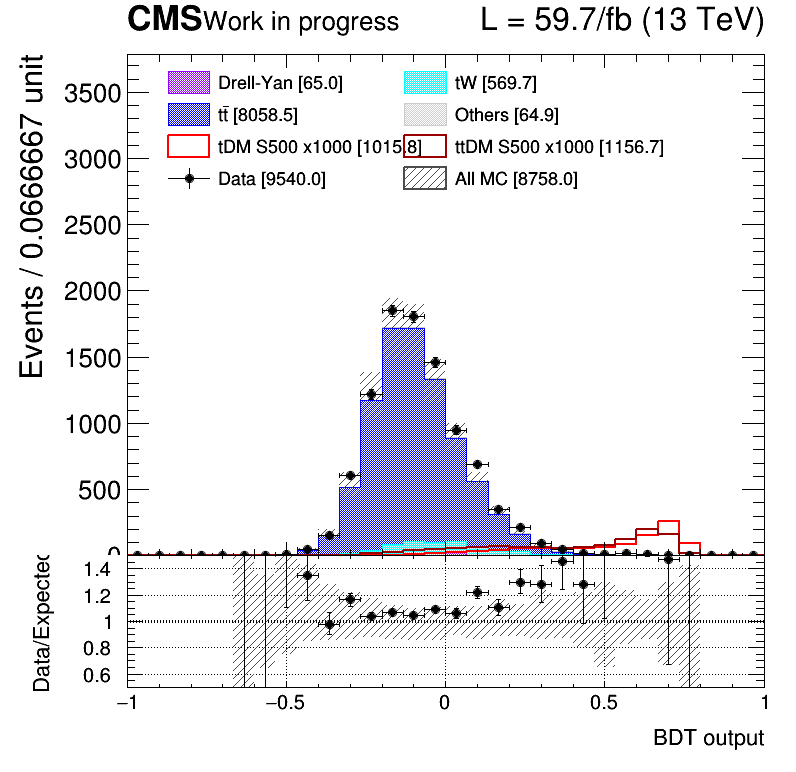 CMS Work in progress L = 59.7/fb (13 TeV)
Events / 0.0666667 unit
3500
3000
2500
2000
1500
1000
500
0
Drell-Yan [65.0] tW [569.7]
tt̄ [8058.5] Others [64.9]
tDM S500 x1000 [1015.8] ttDM S500 x1000 [1156.7]
Data [9540.0] All MC [8758.0]
Data/Expected
1.4
1.2
1
0.8
0.6
−1 −0.5 0 0.5 1
BDT output